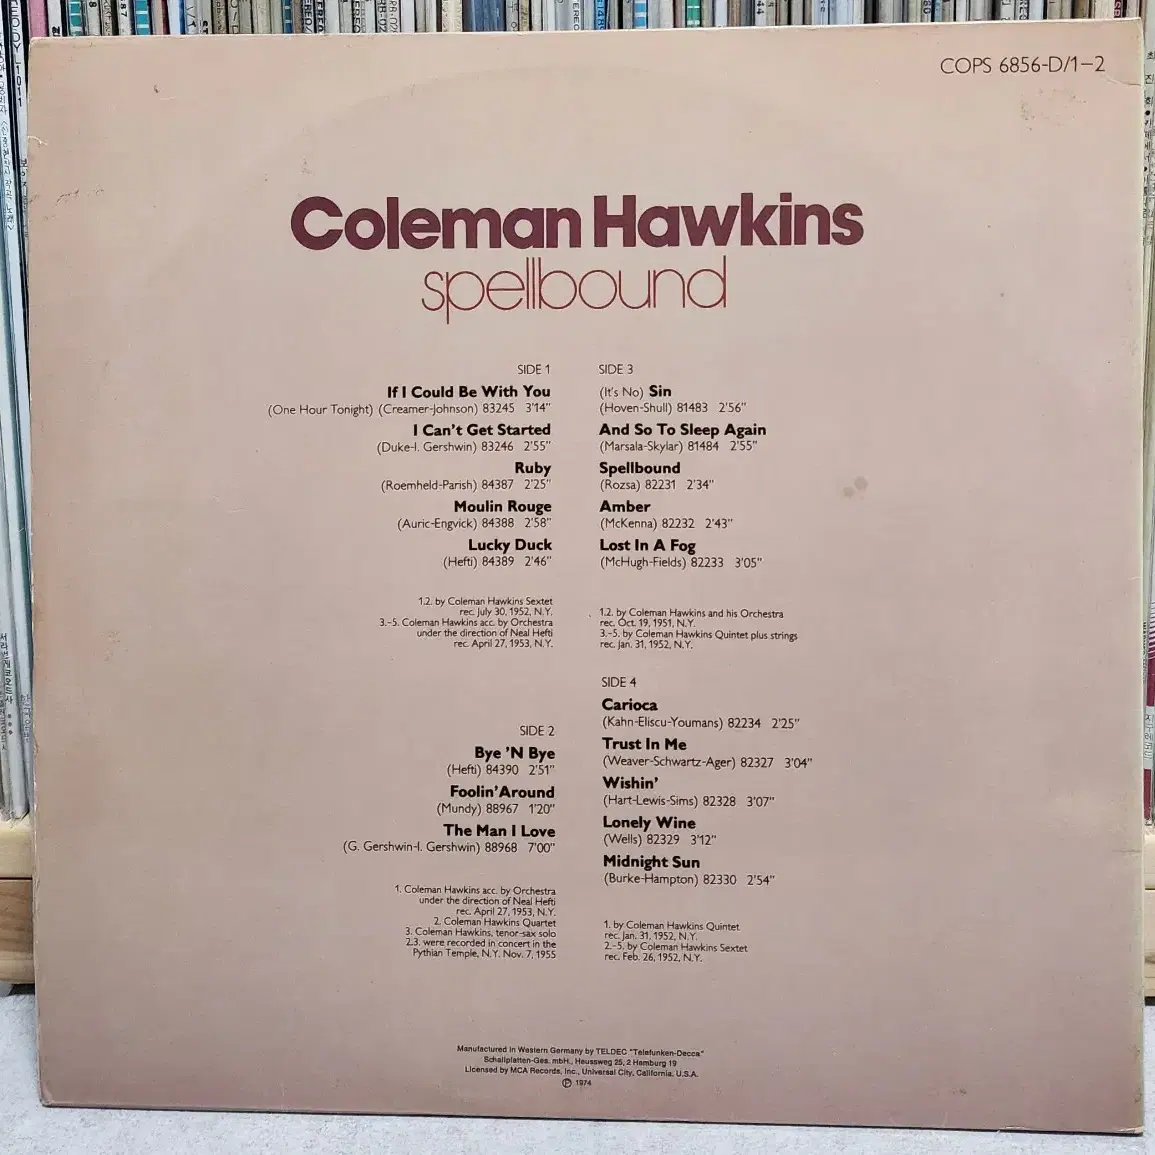 COPS 6856-D/1–2
Coleman Hawkins
spellbound
SIDE 1
If I Could Be With You
(One Hour Tonight) (Creamer-Johnson) 83245 3'14"
I Can't Get Started
(Duke-I. Gershwin) 83246 2'55"
Ruby
(Roemheld-Parish) 84387 2'25"
Moulin Rouge
(Auric-Engvick) 84388 2'58"
Lucky Duck
(Hefti) 84389 2'46"
1.2. by Coleman Hawkins Sextet
rec. July 30, 1952, N.Y.
3.–5. Coleman Hawkins acc. by Orchestra
under the direction of Neal Hefti
rec. April 27, 1953, N.Y.
SIDE 2
Bye 'N Bye
(Hefti) 84390 2'51"
Foolin' Around
(Mundy) 88967 1'20"
The Man I Love
(G. Gershwin-I. Gershwin) 88968 7'00"
1. Coleman Hawkins acc. by Orchestra
under the direction of Neal Hefti
rec. April 27, 1953, N.Y.
2. Coleman Hawkins Quartet
3. Coleman Hawkins, tenor-sax solo
2.3. were recorded in concert in the
Pythian Temple, N.Y. Nov. 7, 1955
SIDE 3
(It's No) Sin
(Hoven-Shull) 81483 2'56"
And So To Sleep Again
(Marsala-Skylar) 81484 2'55"
Spellbound
(Rozsa) 82231 2'34"
Amber
(McKenna) 82232 2'43"
Lost In A Fog
(McHugh-Fields) 82233 3'05"
1.2. by Coleman Hawkins and his Orchestra
rec. Oct. 19, 1951, N.Y.
3.–5. by Coleman Hawkins Quintet plus strings
rec. Jan. 31, 1952, N.Y.
SIDE 4
Carioca
(Kahn-Eliscu-Youmans) 82234 2'25"
Trust In Me
(Weaver-Schwartz-Ager) 82327 3'04"
Wishin'
(Hart-Lewis-Sims) 82328 3'07"
Lonely Wine
(Wells) 82329 3'12"
Midnight Sun
(Burke-Hampton) 82330 2'54"
1. by Coleman Hawkins Quintet
rec. Jan. 31, 1952, N.Y.
2.–5. by Coleman Hawkins Sextet
rec. Feb. 26, 1952, N.Y.
Manufactured in Western Germany by TELDEC "Telefunken-Decca"
Schallplatten-Ges. mbH., Heussweg 25, 2 Hamburg 19
Licensed by MCA Records, Inc., Universal City, California, U.S.A.
Ⓟ 1974